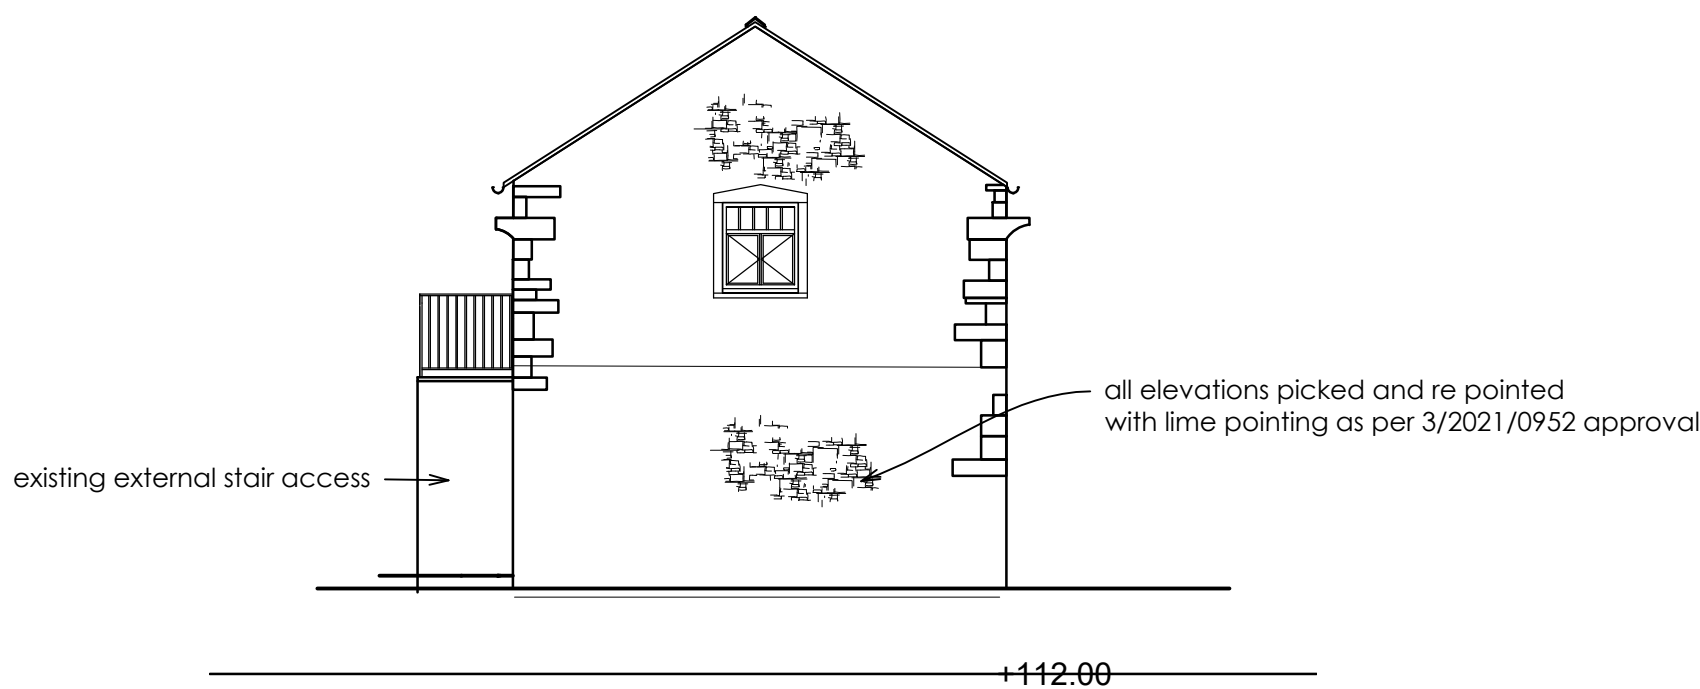 all elevations picked and re pointed
with lime pointing as per 3/2021/0952 approval
existing external stair access
+112.00